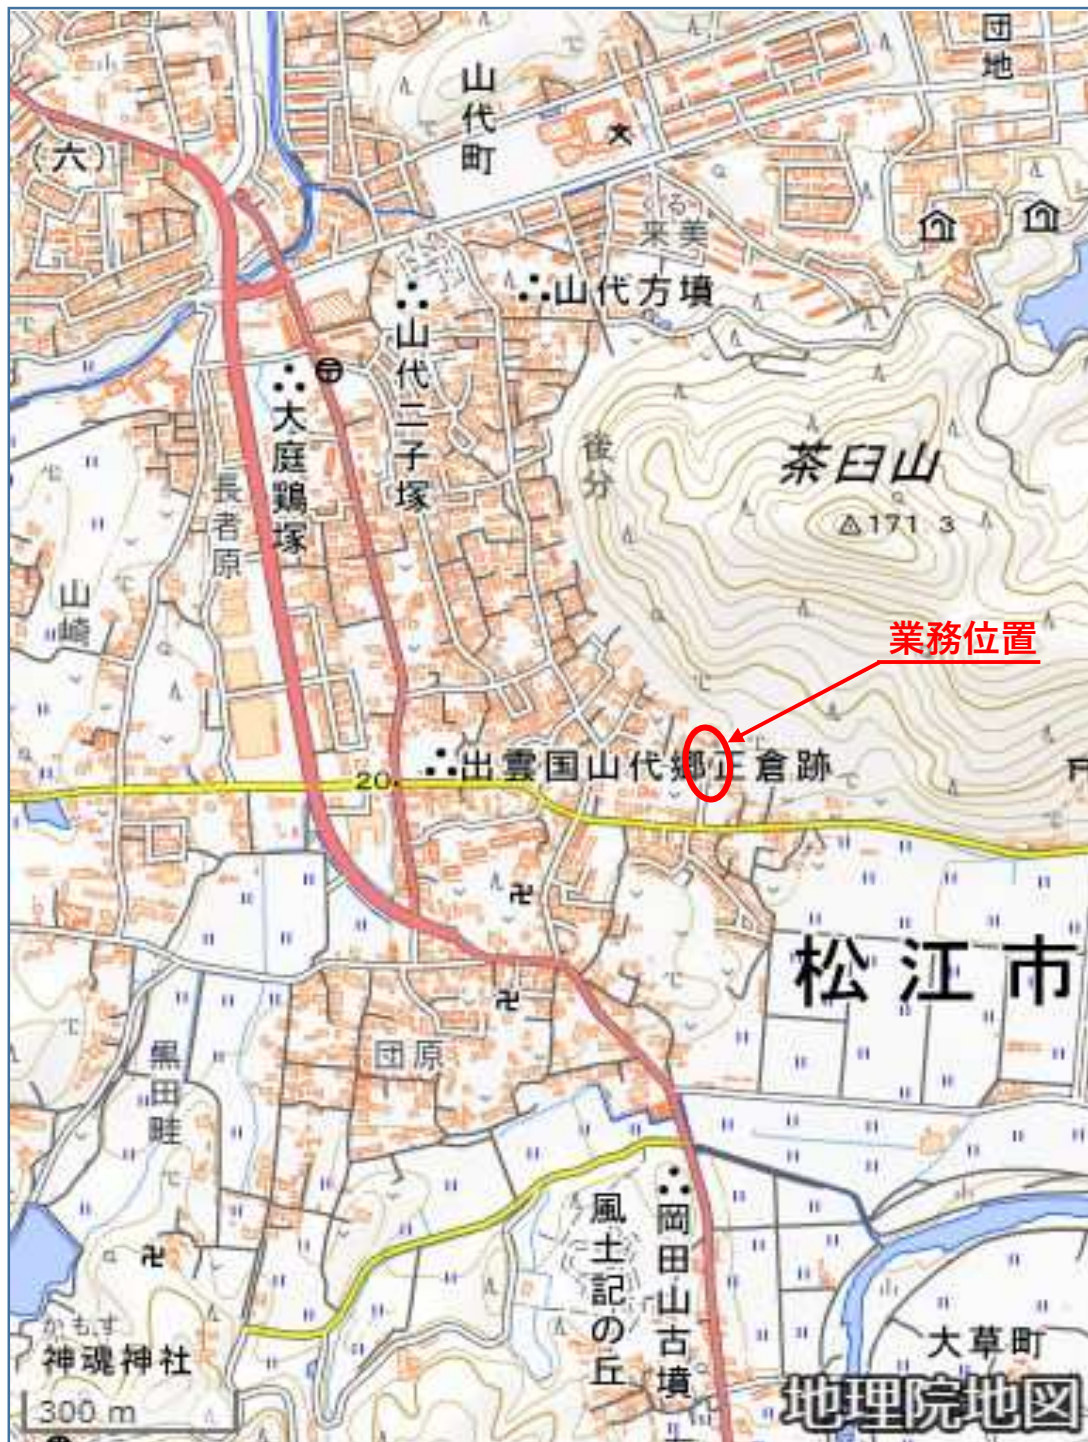 団地
山代町
(六)
くるみ
来美
山代方墳
山代二子塚
大庭鶏塚
後分
茶臼山
171 3
長者原
山崎
業務位置
出雲国山代郷正倉跡
20
松江市
団原
黒田畦
風土記の丘
岡田山古墳
かもす
神魂神社
大草町
300 m
地理院地図